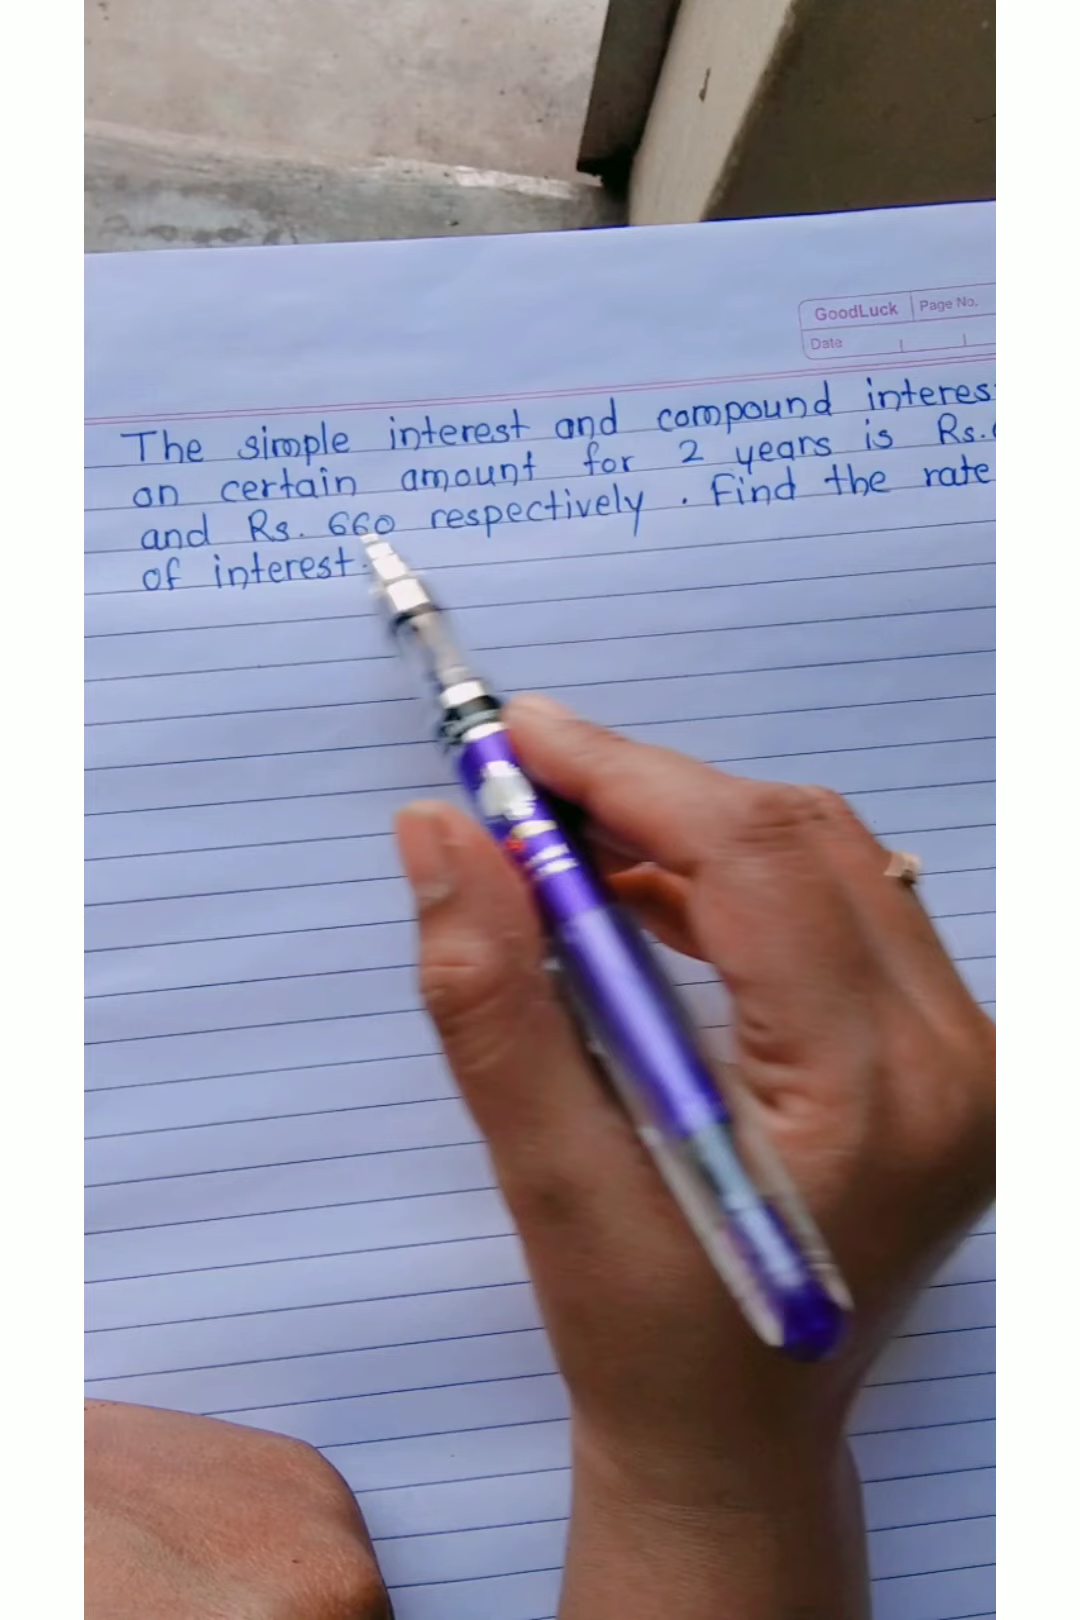 GoodLuck Page No.
Date
The simple interest and compound interes
on certain amount for 2 years is Rs.
and Rs. 660 respectively. Find the rate
of interest.